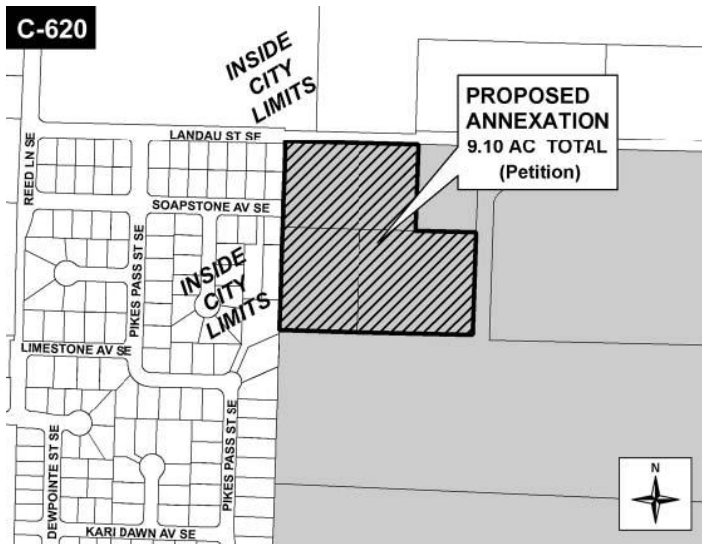 C-620
INSIDE
CITY
LIMITS
PROPOSED
ANNEXATION
9.10 AC TOTAL
(Petition)
LANDAU ST SE
REED LN SE
SOAPSTONE AV SE
PIKES PASS ST SE
INSIDE
CITY
LIMITS
LIMESTONE AV SE
DEWPOINTE ST SE
PIKES PASS ST SE
KARI DAWN AV SE
N